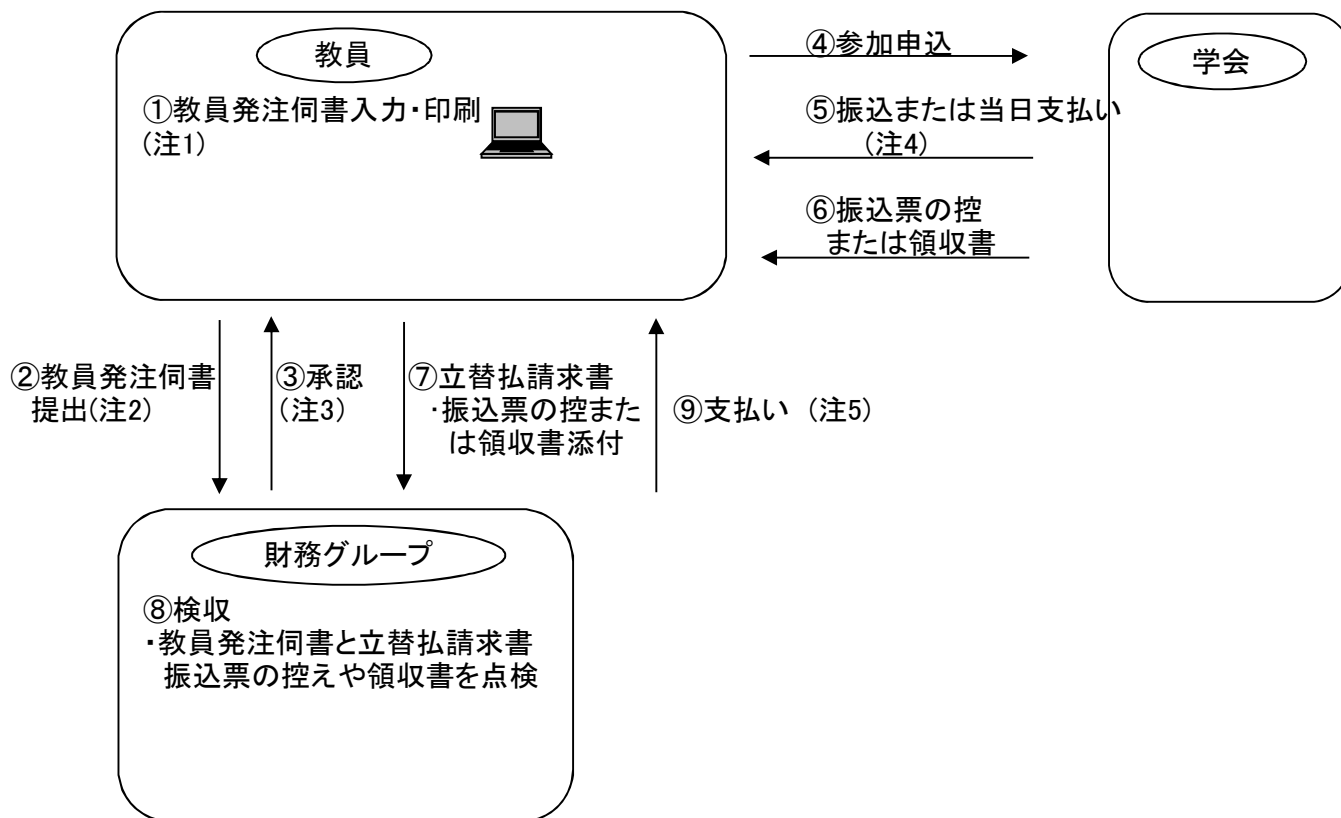 教員
①教員発注伺書入力・印刷
(注1)
④参加申込
学会
⑤振込または当日支払い
(注4)
⑥振込票の控
または領収書
②教員発注伺書
提出(注2)
③承認
(注3)
⑦立替払請求書
・振込票の控また
は領収書添付
⑨支払い (注5)
財務グループ
⑧検収
・教員発注伺書と立替払請求書
振込票の控えや領収書を点検